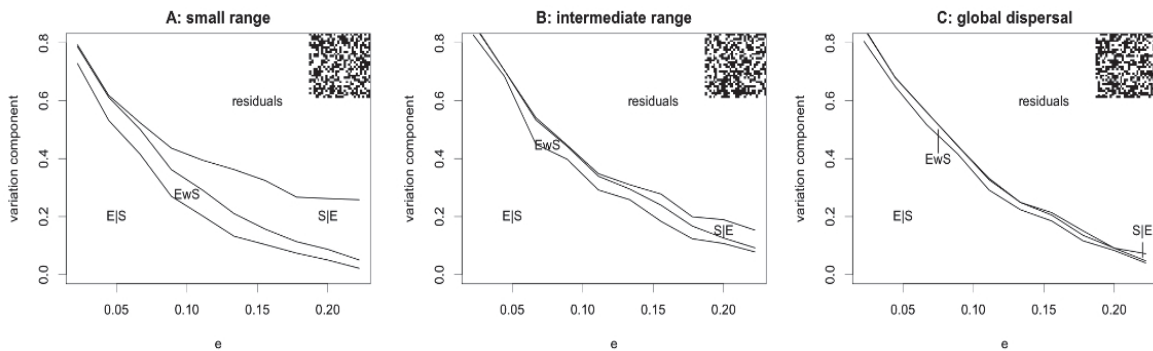 A: small range
variation component
0.8
0.6
0.4
0.2
0.0
residuals
EwS
E|S
S|E
0.05
0.10
0.15
0.20
e
B: intermediate range
variation component
0.8
0.6
0.4
0.2
0.0
residuals
EwS
E|S
S|E
0.05
0.10
0.15
0.20
e
C: global dispersal
variation component
0.8
0.6
0.4
0.2
0.0
residuals
EwS
E|S
S|E
0.05
0.10
0.15
0.20
e